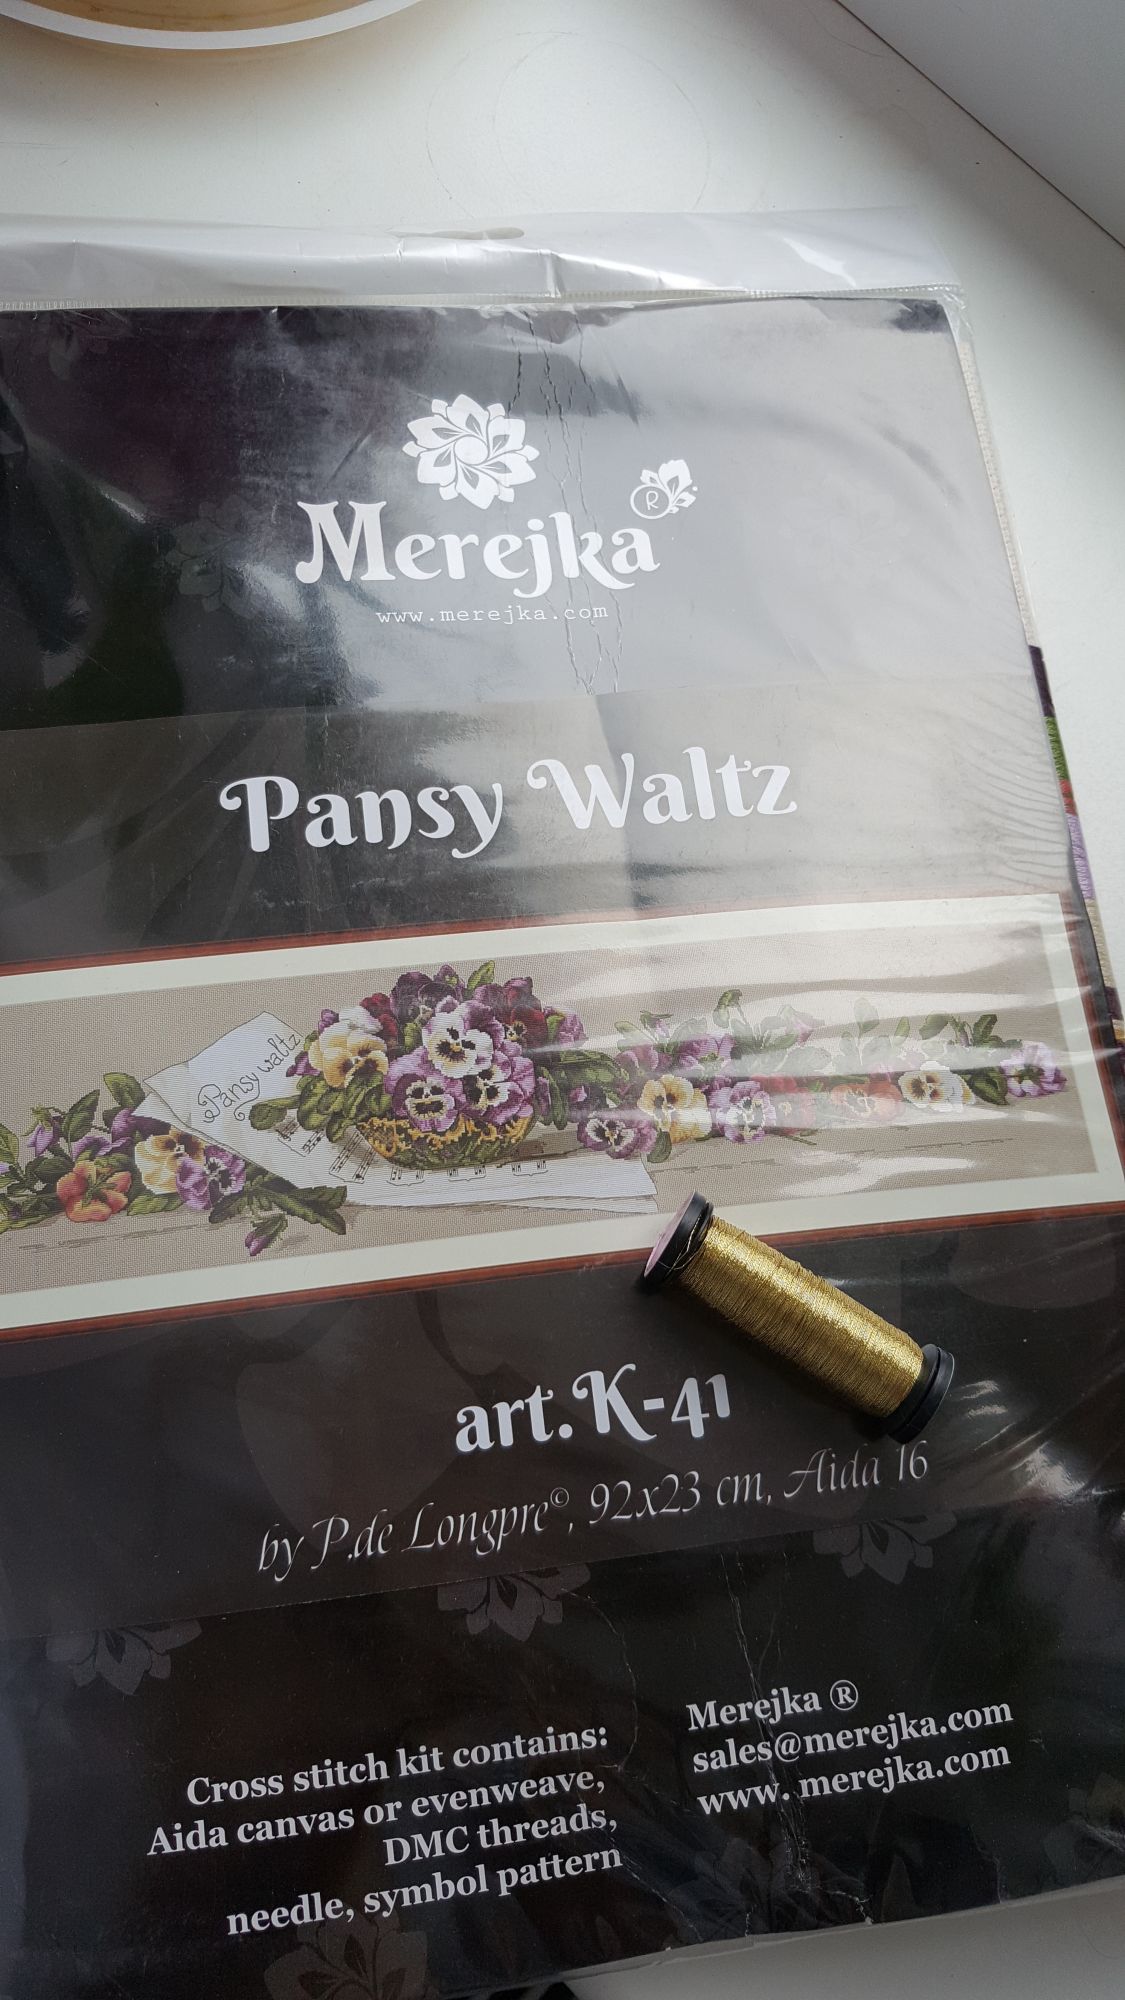 Merejka ®
www.merejka.com
Pansy Waltz
Pansy waltz
art.K-41
by P.de Longpre©, 92x23 cm, Aida 16
Cross stitch kit contains:
Aida canvas or evenweave,
DMC threads,
needle, symbol pattern
Merejka ®
sales@merejka.com
www. merejka.com